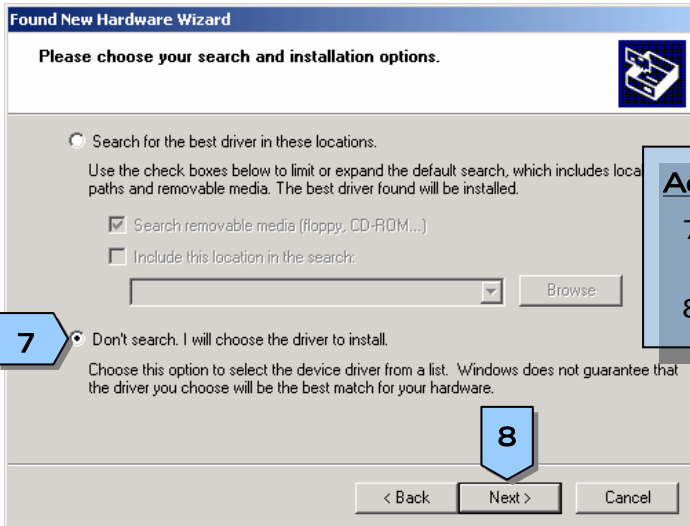 Found New Hardware Wizard
Please choose your search and installation options.
Search for the best driver in these locations.
Use the check boxes below to limit or expand the default search, which includes local
paths and removable media. The best driver found will be installed.
Search removable media (floppy, CD-ROM...)
Include this location in the search:
Browse
7
Don't search. I will choose the driver to install.
Choose this option to select the device driver from a list. Windows does not guarantee that
the driver you choose will be the best match for your hardware.
8
< Back
Next >
Cancel
7
8